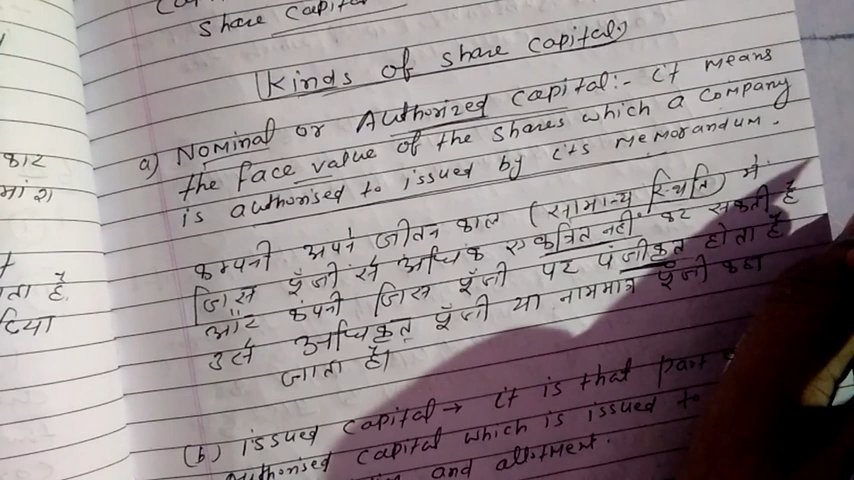 कार
मांश
ता है.
दिया
share capital
Kinds of share capital
a) Nominal or Authorized capital:- it means
the face value of the shares which a company
is authorised to issued by its memorandum.
कम्पनी अपने जीवन काल (सामान्य स्थिति) में
जिस पूँजी से अधिक एकत्रित नही कर सकती है
और कंपनी जिस पूँजी पर पंजीकृत होता है
उसे अधिकृत पूँजी या नाममात्र पूँजी कहा
जाता है।
(b) issued capital → it is that part
authorised capital which is issued to
and allotment.